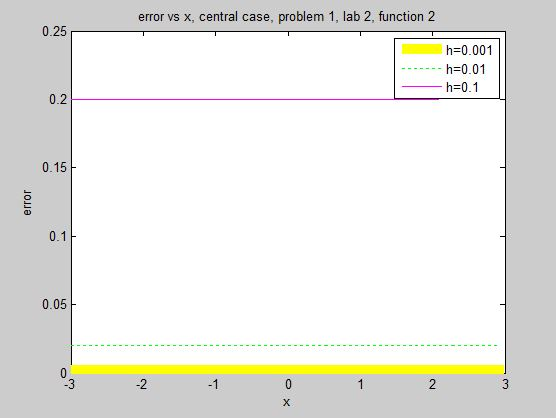 error vs x, central case, problem 1, lab 2, function 2
0.25
h=0.001
h=0.01
h=0.1
0.2
0.15
error
0.1
0.05
0
-3 -2 -1 0 1 2 3
x